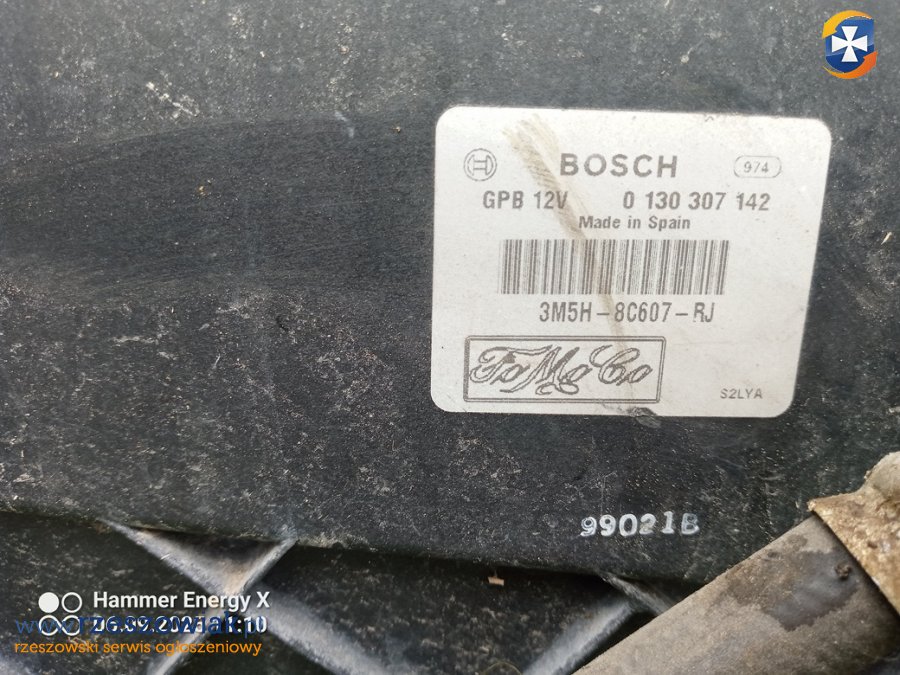 BOSCH
974
GPB 12V 0 130 307 142
Made in Spain
3M5H-8C607-RJ
FoMoCo
S2LYA
99021B
Hammer Energy X
rzeszowski serwis ogłoszeniowy